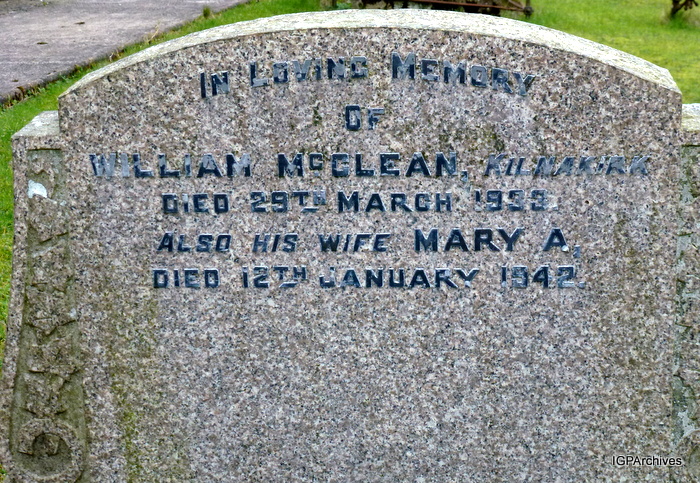 In Loving Memory
of
William McClean, Kilnakirk
Died 29th March 1939.
Also his wife Mary A,
Died 12th January 1942.
IGPArchives